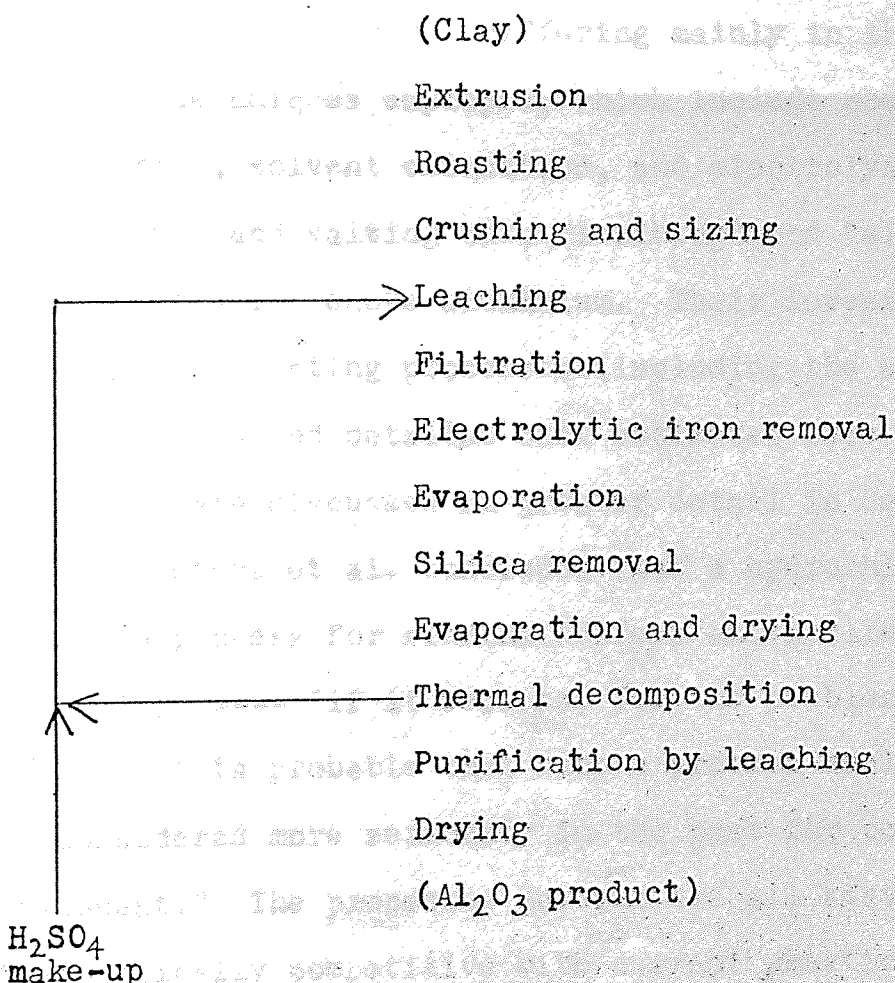 (Clay)
Extrusion
Roasting
Crushing and sizing
Leaching
Filtration
Electrolytic iron removal
Evaporation
Silica removal
Evaporation and drying
Thermal decomposition
Purification by leaching
Drying
(Al₂O₃ product)
H₂SO₄
make-up